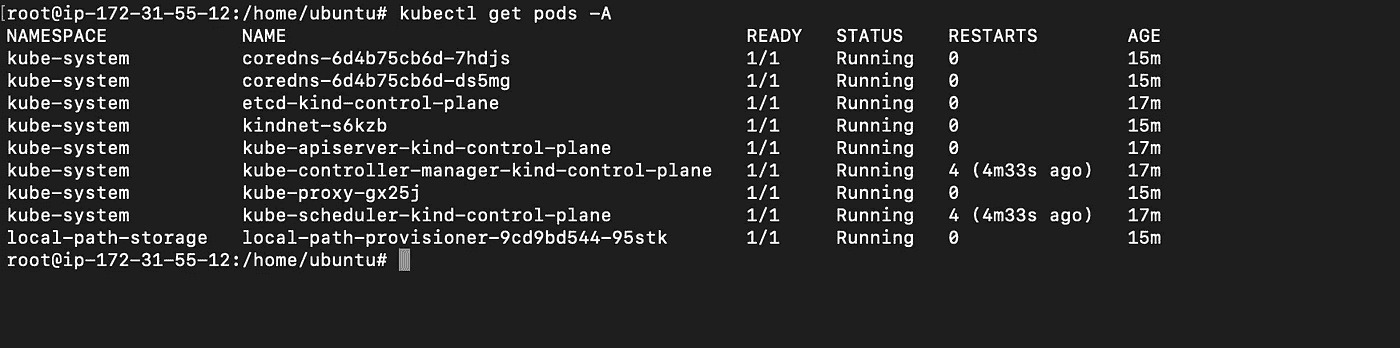 [root@ip-172-31-55-12:/home/ubuntu# kubectl get pods -A
NAMESPACE NAME READY STATUS RESTARTS AGE
kube-system coredns-6d4b75cb6d-7hdjs 1/1 Running 0 15m
kube-system coredns-6d4b75cb6d-ds5mg 1/1 Running 0 15m
kube-system etcd-kind-control-plane 1/1 Running 0 17m
kube-system kindnet-s6kzb 1/1 Running 0 15m
kube-system kube-apiserver-kind-control-plane 1/1 Running 0 17m
kube-system kube-controller-manager-kind-control-plane 1/1 Running 4 (4m33s ago) 17m
kube-system kube-proxy-gx25j 1/1 Running 0 15m
kube-system kube-scheduler-kind-control-plane 1/1 Running 4 (4m33s ago) 17m
local-path-storage local-path-provisioner-9cd9bd544-95stk 1/1 Running 0 15m
root@ip-172-31-55-12:/home/ubuntu#